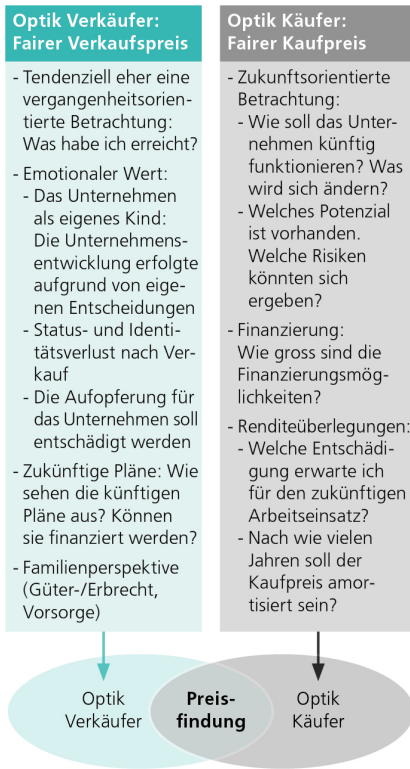 Optik Verkäufer:
Fairer Verkaufspreis
- Tendenziell eher eine
vergangenheitsorien-
tierte Betrachtung:
Was habe ich erreicht?
- Emotionaler Wert:
- Das Unternehmen
als eigenes Kind:
Die Unternehmens-
entwicklung erfolgte
aufgrund von eige-
nen Entscheidungen
- Status- und Identi-
tätsverlust nach Ver-
kauf
- Die Aufopferung für
das Unternehmen soll
entschädigt werden
- Zukünftige Pläne: Wie
sehen die künftigen
Pläne aus? Können
sie finanziert werden?
- Familienperspektive
(Güter-/Erbrecht,
Vorsorge)
Optik Käufer:
Fairer Kaufpreis
- Zukunftsorientierte
Betrachtung:
- Wie soll das Unter-
nehmen künftig
funktionieren? Was
wird sich ändern?
- Welches Potenzial
ist vorhanden.
Welche Risiken
könnten sich
ergeben?
- Finanzierung:
Wie gross sind die
Finanzierungsmög-
lichkeiten?
- Renditeüberlegungen:
- Welche Entschädi-
gung erwarte ich
für den zukünftigen
Arbeitseinsatz?
- Nach wie vielen
Jahren soll der
Kaufpreis amor-
tisiert sein?
Optik
Verkäufer
Preis-
findung
Optik
Käufer